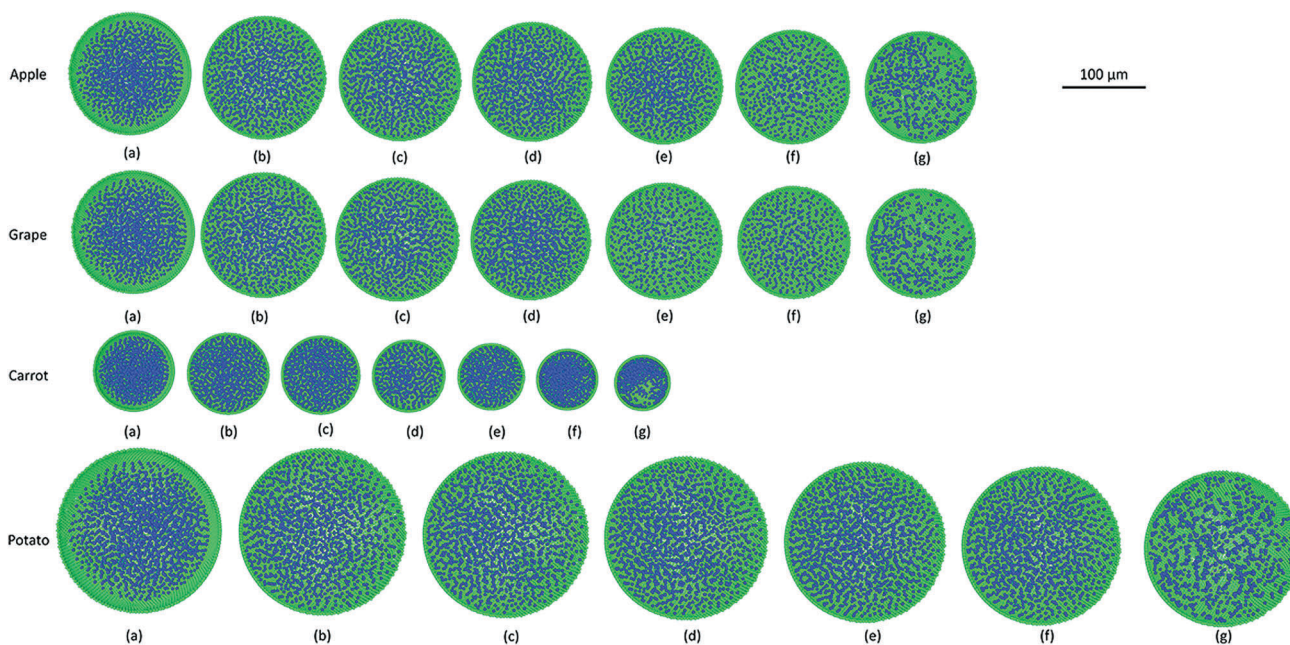 Apple
100 µm
(a) (b) (c) (d) (e) (f) (g)
Grape
(a) (b) (c) (d) (e) (f) (g)
Carrot
(a) (b) (c) (d) (e) (f) (g)
Potato
(a) (b) (c) (d) (e) (f) (g)